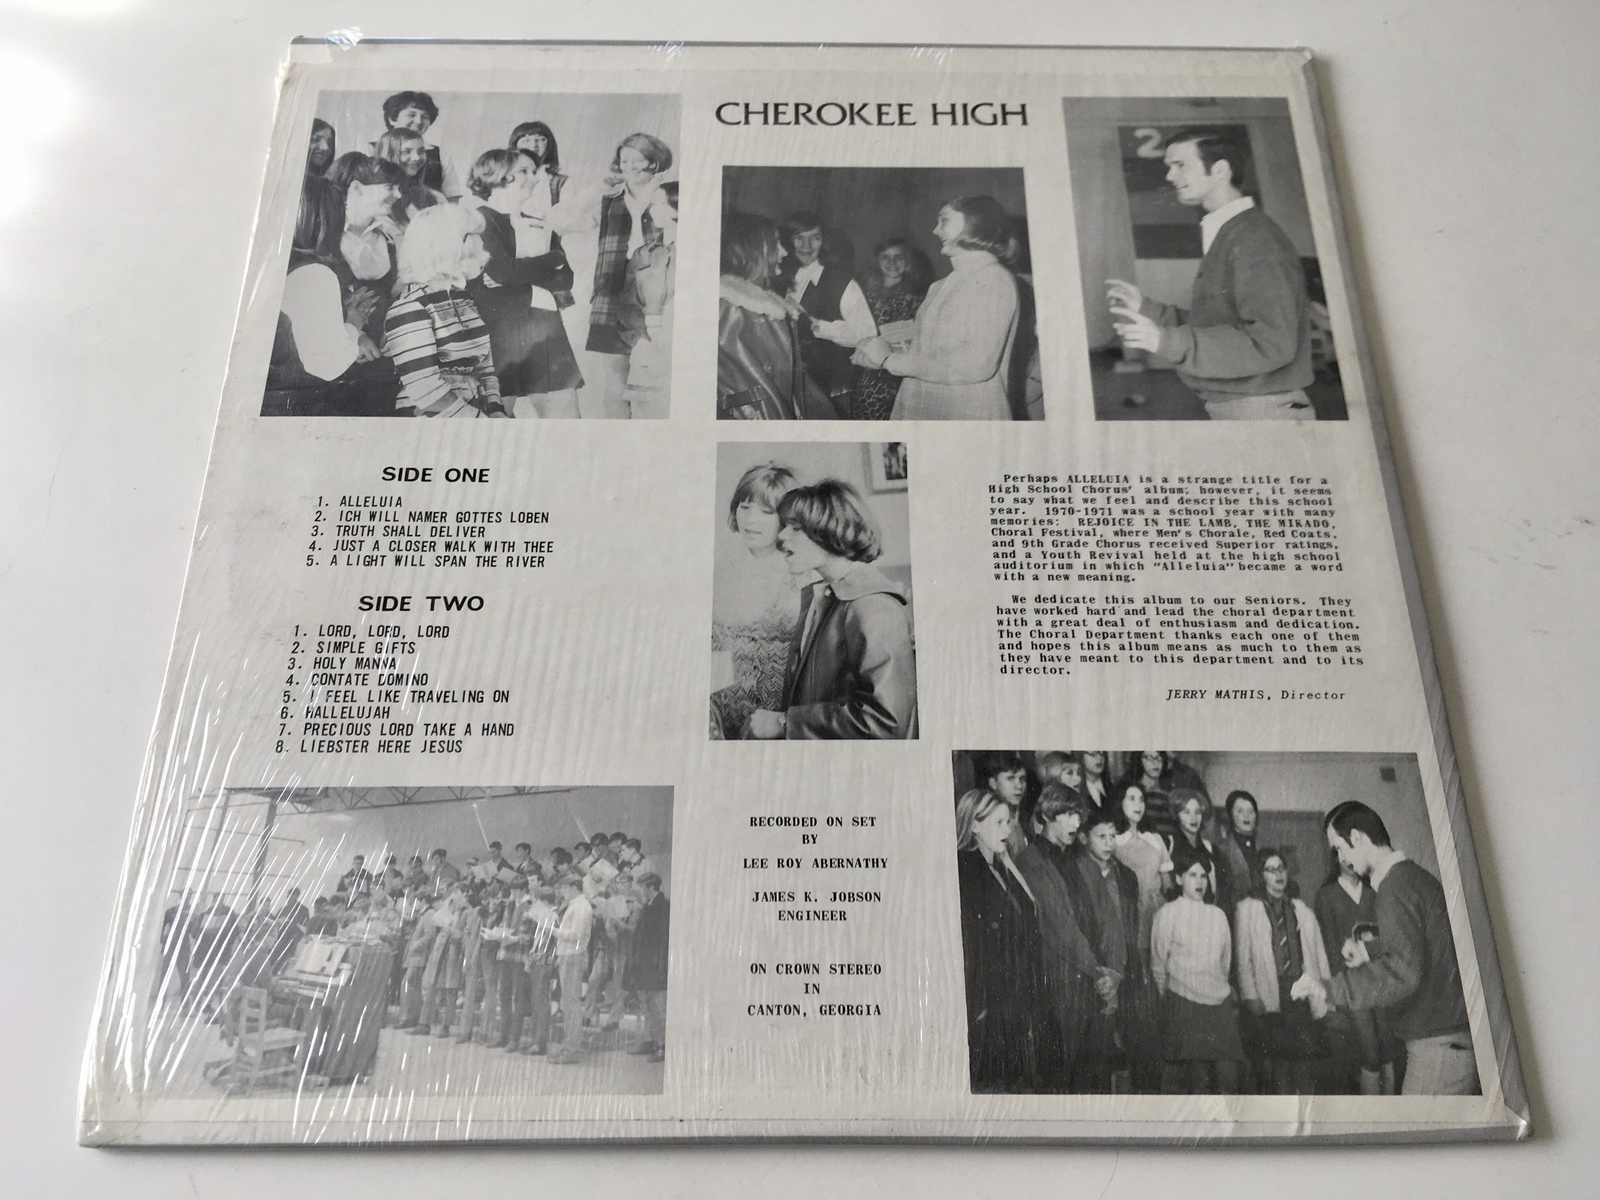 CHEROKEE HIGH
2
SIDE ONE
1. ALLELUIA
2. ICH WILL NAMER GOTTES LOBEN
3. TRUTH SHALL DELIVER
4. JUST A CLOSER WALK WITH THEE
5. A LIGHT WILL SPAN THE RIVER
SIDE TWO
1. LORD, LORD, LORD
2. SIMPLE GIFTS
3. HOLY MANNA
4. CONTATE DOMINO
5. I FEEL LIKE TRAVELING ON
6. HALLELUJAH
7. PRECIOUS LORD TAKE A HAND
8. LIEBSTER HERE JESUS
Perhaps ALLELUIA is a strange title for a
High School Chorus' album; however, it seems
to say what we feel and describe this school
year. 1970-1971 was a school year with many
memories: REJOICE IN THE LAMB, THE MIKADO,
Choral Festival, where Men's Chorale, Red Coats,
and 9th Grade Chorus received Superior ratings,
and a Youth Revival held at the high school
auditorium in which "Alleluia" became a word
with a new meaning.
We dedicate this album to our Seniors. They
have worked hard and lead the choral department
with a great deal of enthusiasm and dedication.
The Choral Department thanks each one of them
and hopes this album means as much to them as
they have meant to this department and to its
director.
JERRY MATHIS, Director
RECORDED ON SET
BY
LEE ROY ABERNATHY
JAMES K. JOBSON
ENGINEER
ON CROWN STEREO
IN
CANTON, GEORGIA